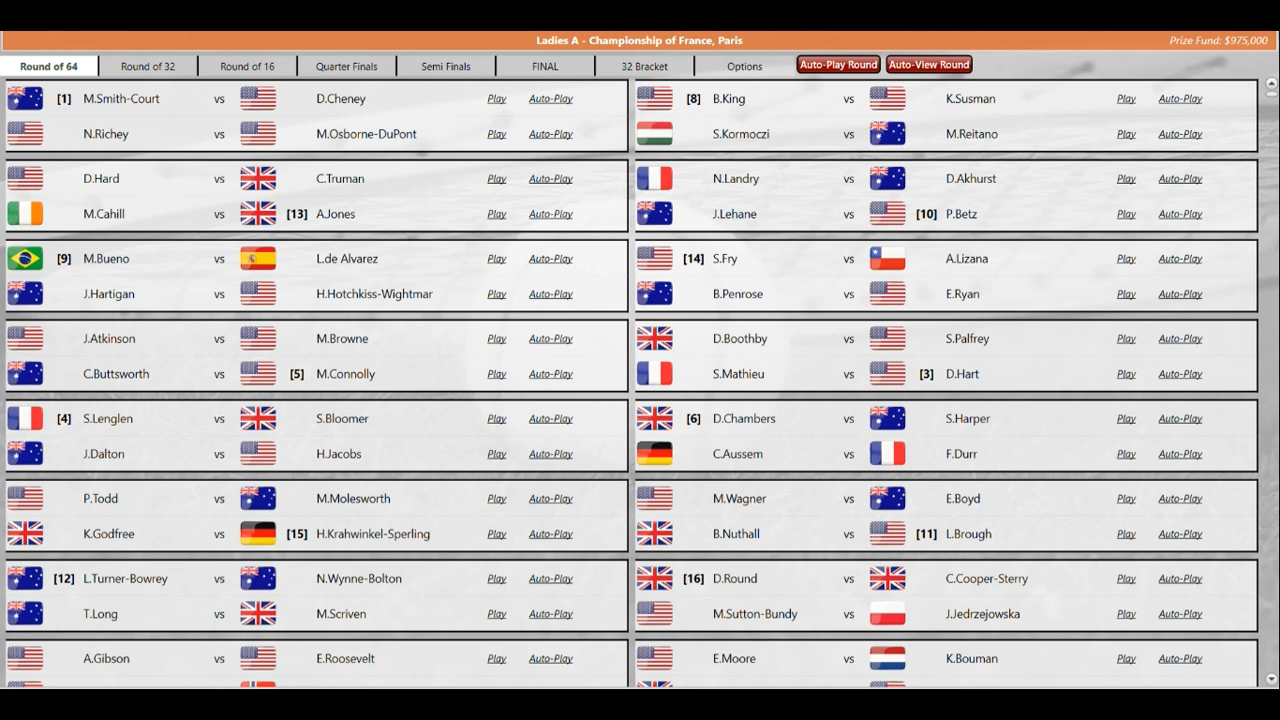 Ladies A - Championship of France, Paris
Prize Fund: $975,000
Round of 64 Round of 32 Round of 16 Quarter Finals Semi Finals FINAL 32 Bracket Options Auto-Play Round Auto-View Round
[1] M.Smith-Court vs D.Cheney Play Auto-Play
N.Richey vs M.Osborne-DuPont Play Auto-Play
D.Hard vs C.Truman Play Auto-Play
M.Cahill vs [13] A.Jones Play Auto-Play
[9] M.Bueno vs L.de Alvarez Play Auto-Play
J.Hartigan vs H.Hotchkiss-Wightmar Play Auto-Play
J.Atkinson vs M.Browne Play Auto-Play
C.Buttsworth vs [5] M.Connolly Play Auto-Play
[4] S.Lenglen vs S.Bloomer Play Auto-Play
J.Dalton vs H.Jacobs Play Auto-Play
P.Todd vs M.Molesworth Play Auto-Play
K.Godfree vs [15] H.Krahwinkel-Sperling Play Auto-Play
[12] L.Turner-Bowrey vs N.Wynne-Bolton Play Auto-Play
T.Long vs M.Scriven Play Auto-Play
A.Gibson vs E.Roosevelt Play Auto-Play
[8] B.King vs K.Susman Play Auto-Play
S.Kormoczi vs M.Reitano Play Auto-Play
N.Landry vs D.Akhurst Play Auto-Play
J.Lehane vs [10] P.Betz Play Auto-Play
[14] S.Fry vs A.Lizana Play Auto-Play
B.Penrose vs E.Ryan Play Auto-Play
D.Boothby vs S.Palfrey Play Auto-Play
S.Mathieu vs [3] D.Hart Play Auto-Play
[6] D.Chambers vs S.Harper Play Auto-Play
C.Aussem vs F.Durr Play Auto-Play
M.Wagner vs E.Boyd Play Auto-Play
B.Nuthall vs [11] L.Brough Play Auto-Play
[16] D.Round vs C.Cooper-Sterry Play Auto-Play
M.Sutton-Bundy vs J.Jedrzejowska Play Auto-Play
E.Moore vs K.Bouman Play Auto-Play